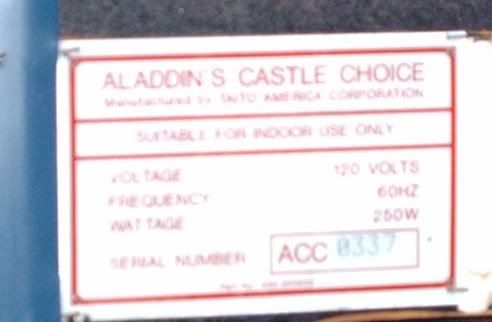 ALADDIN'S CASTLE CHOICE
Manufactured by TAITO AMERICA CORPORATION
SUITABLE FOR INDOOR USE ONLY
VOLTAGE 120 VOLTS
FREQUENCY 60HZ
WATTAGE 250W
SERIAL NUMBER ACC 0337